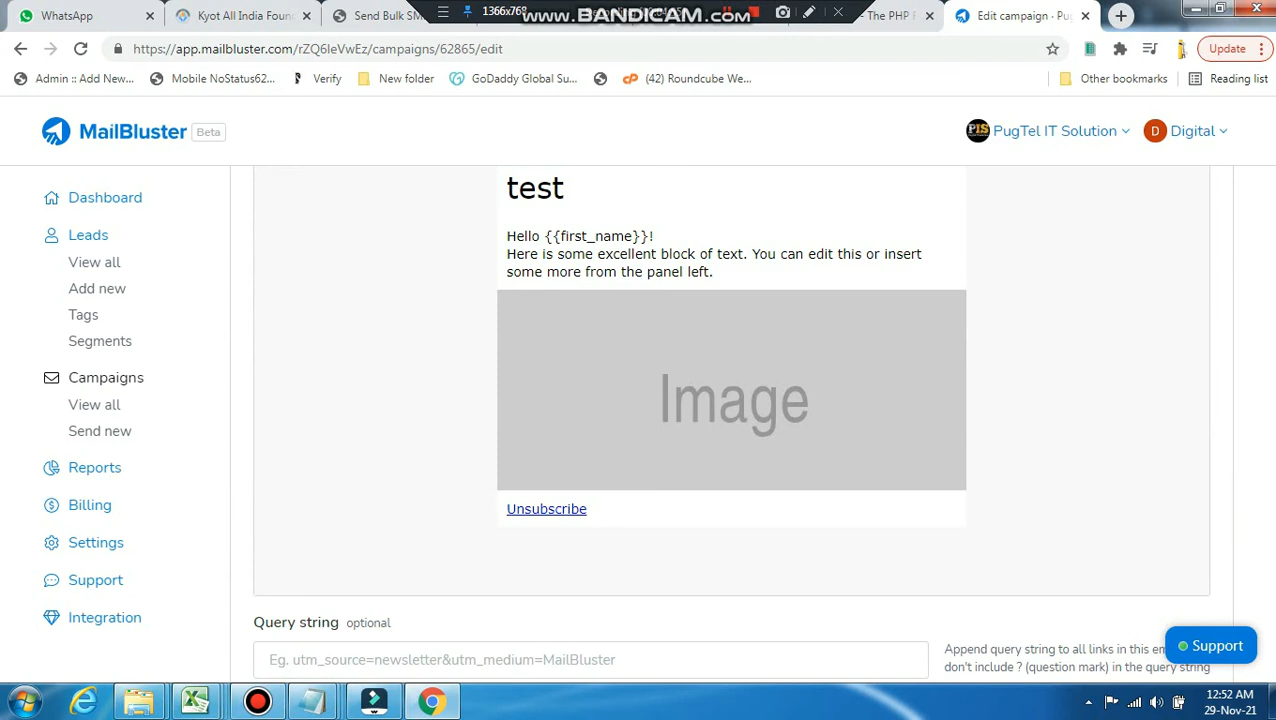 1366x768
www.BANDICAM.com
WhatsApp
Kyot All India Foun
Send Bulk SM
- The PHP F
Edit campaign · Pug
https://app.mailbluster.com/rZQ6leVwEz/campaigns/62865/edit
Update
Admin :: Add New...
Mobile NoStatus62...
Verify
New folder
GoDaddy Global Su...
(42) Roundcube We...
Other bookmarks
Reading list
MailBluster
Beta
PugTel IT Solution
D
Digital
Dashboard
Leads
View all
Add new
Tags
Segments
Campaigns
View all
Send new
Reports
Billing
Settings
Support
Integration
test
Hello {{first_name}}!
Here is some excellent block of text. You can edit this or insert
some more from the panel left.
Image
Unsubscribe
Query string optional
Eg. utm_source=newsletter&utm_medium=MailBluster
Append query string to all links in this em
don't include ? (question mark) in the query string
Support
12:52 AM
29-Nov-21